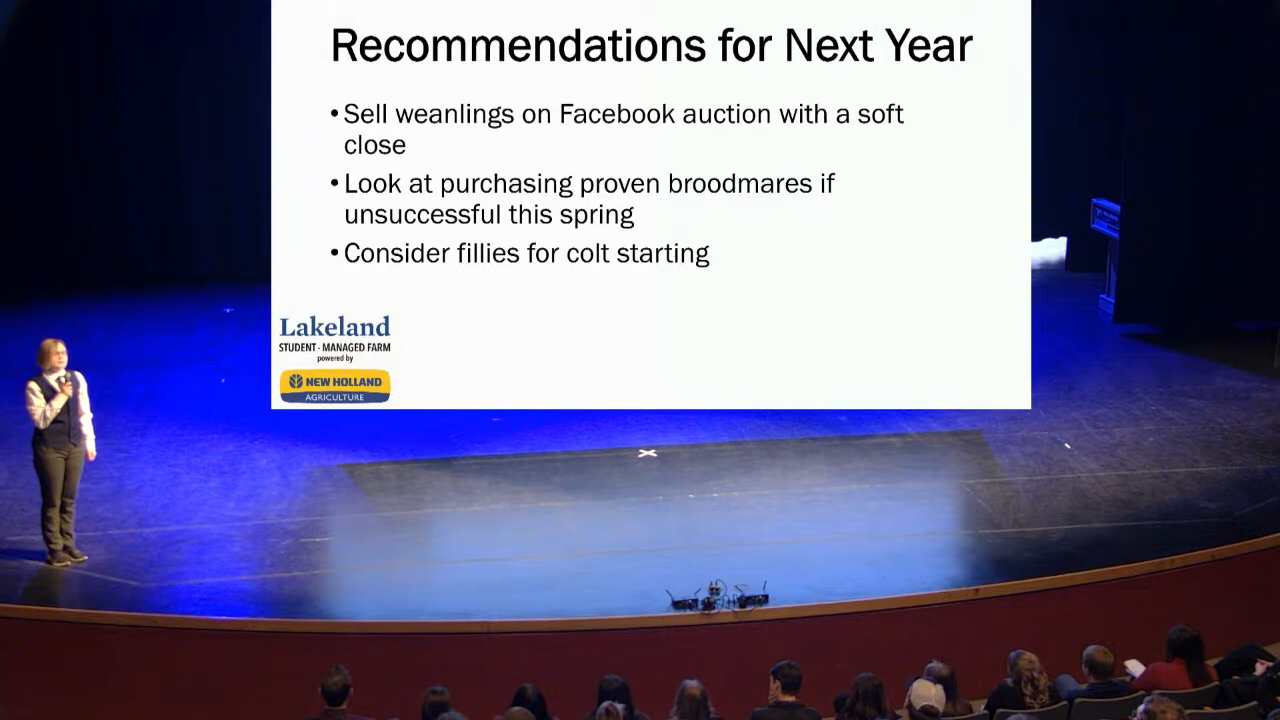 Recommendations for Next Year
•Sell weanlings on Facebook auction with a soft
close
•Look at purchasing proven broodmares if
unsuccessful this spring
•Consider fillies for colt starting
Lakeland
STUDENT-MANAGED FARM
powered by
NEW HOLLAND
AGRICULTURE